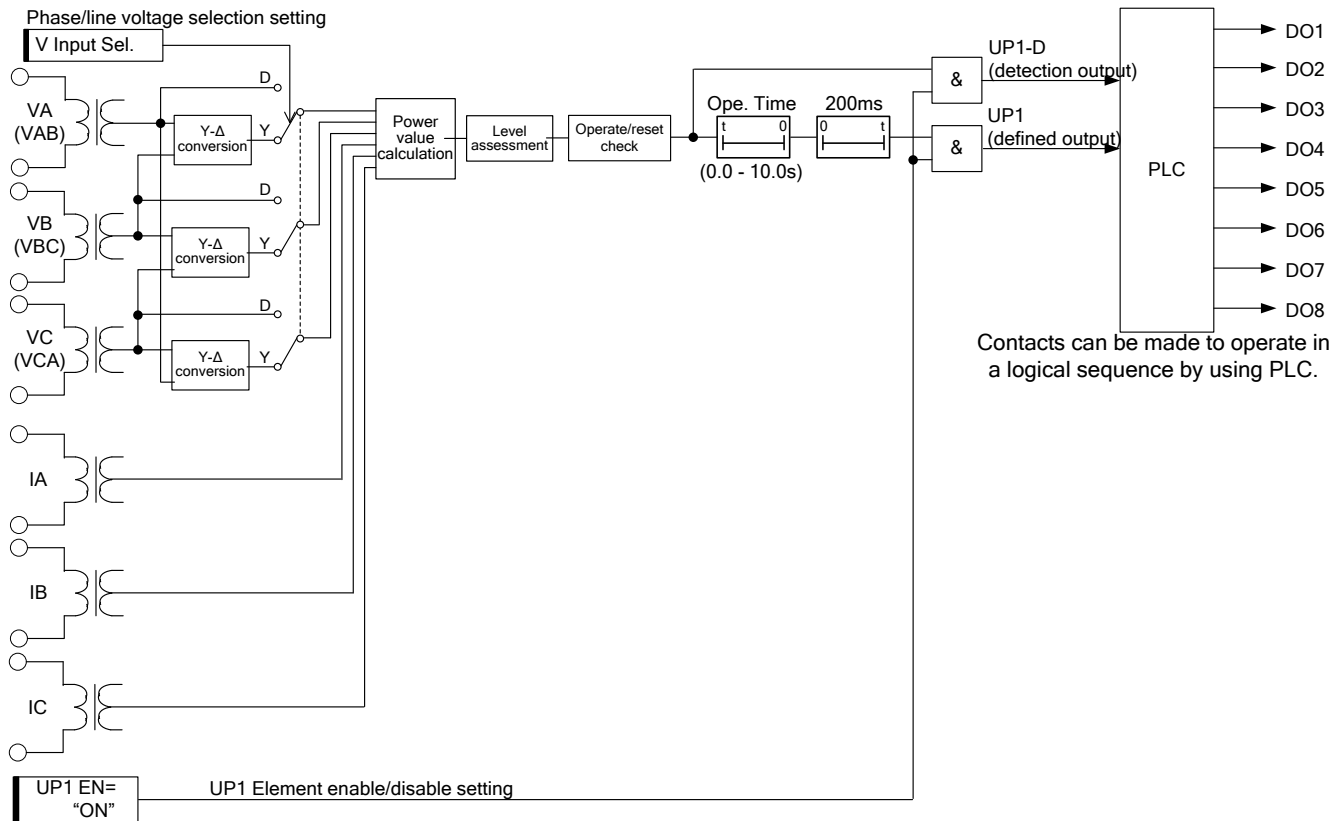 Phase/line voltage selection setting
V Input Sel.
VA
(VAB)
D
Y-Δ
conversion
Y
VB
(VBC)
D
Y-Δ
conversion
Y
VC
(VCA)
D
Y-Δ
conversion
Y
IA
IB
IC
Power
value
calculation
Level
assessment
Operate/reset
check
Ope. Time
t 0
(0.0 - 10.0s)
200ms
0 t
&
UP1-D
(detection output)
&
UP1
(defined output)
PLC
DO1
DO2
DO3
DO4
DO5
DO6
DO7
DO8
Contacts can be made to operate in
a logical sequence by using PLC.
UP1 EN=
“ON”
UP1 Element enable/disable setting